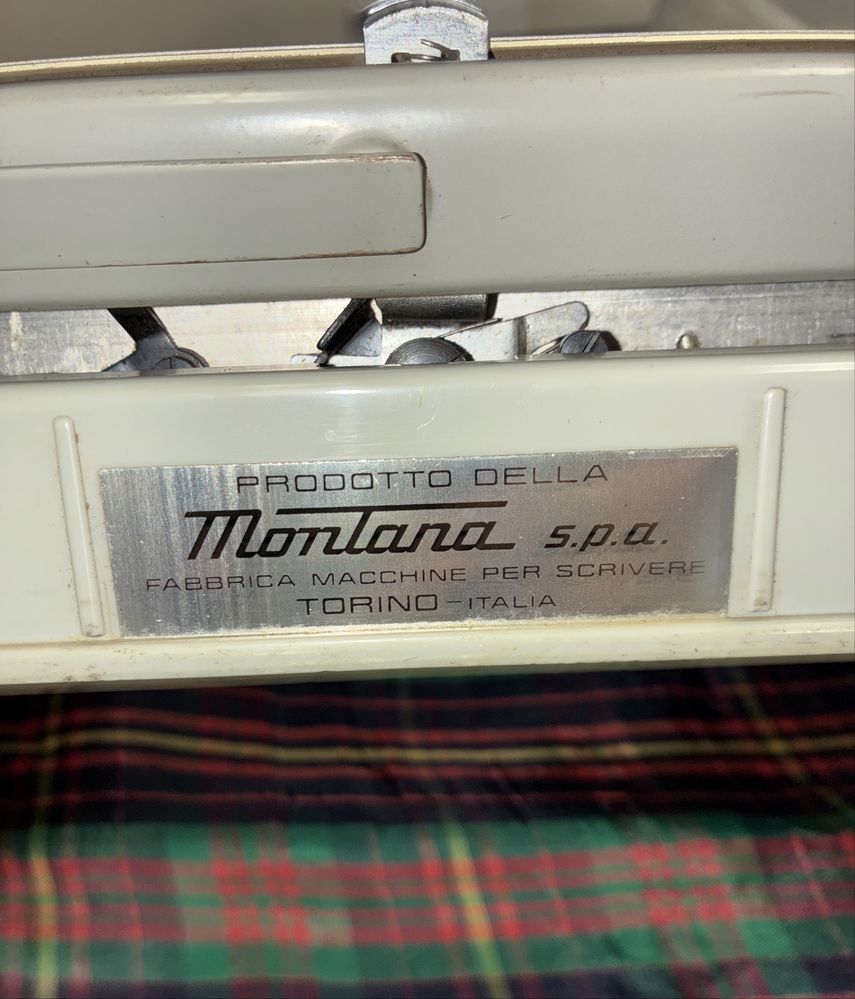 PRODOTTO DELLA
Montana s.p.a.
FABBRICA MACCHINE PER SCRIVERE
TORINO - ITALIA